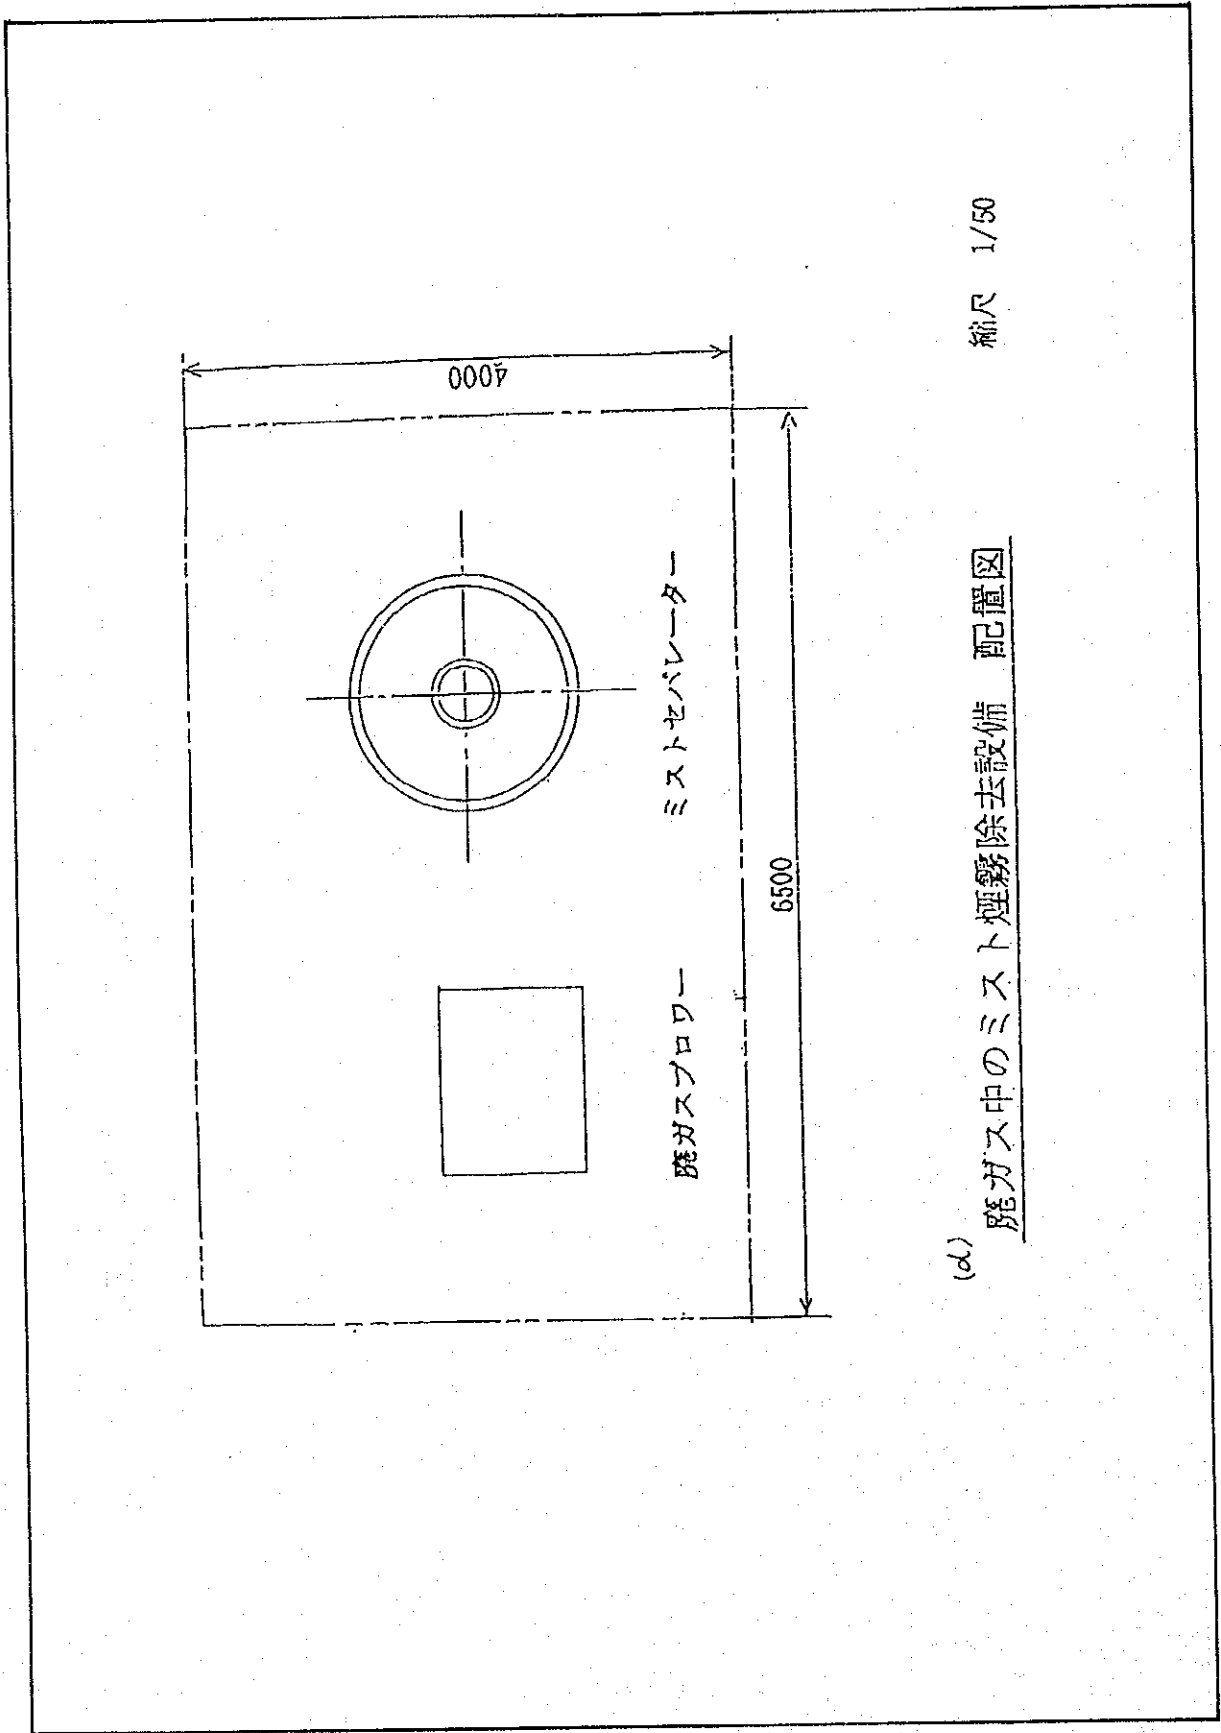 4000
廃ガスブロワー
ミストセパレーター
6500
(d)
廃ガス中のミスト煙霧除去設備 配置図
縮尺 1/50